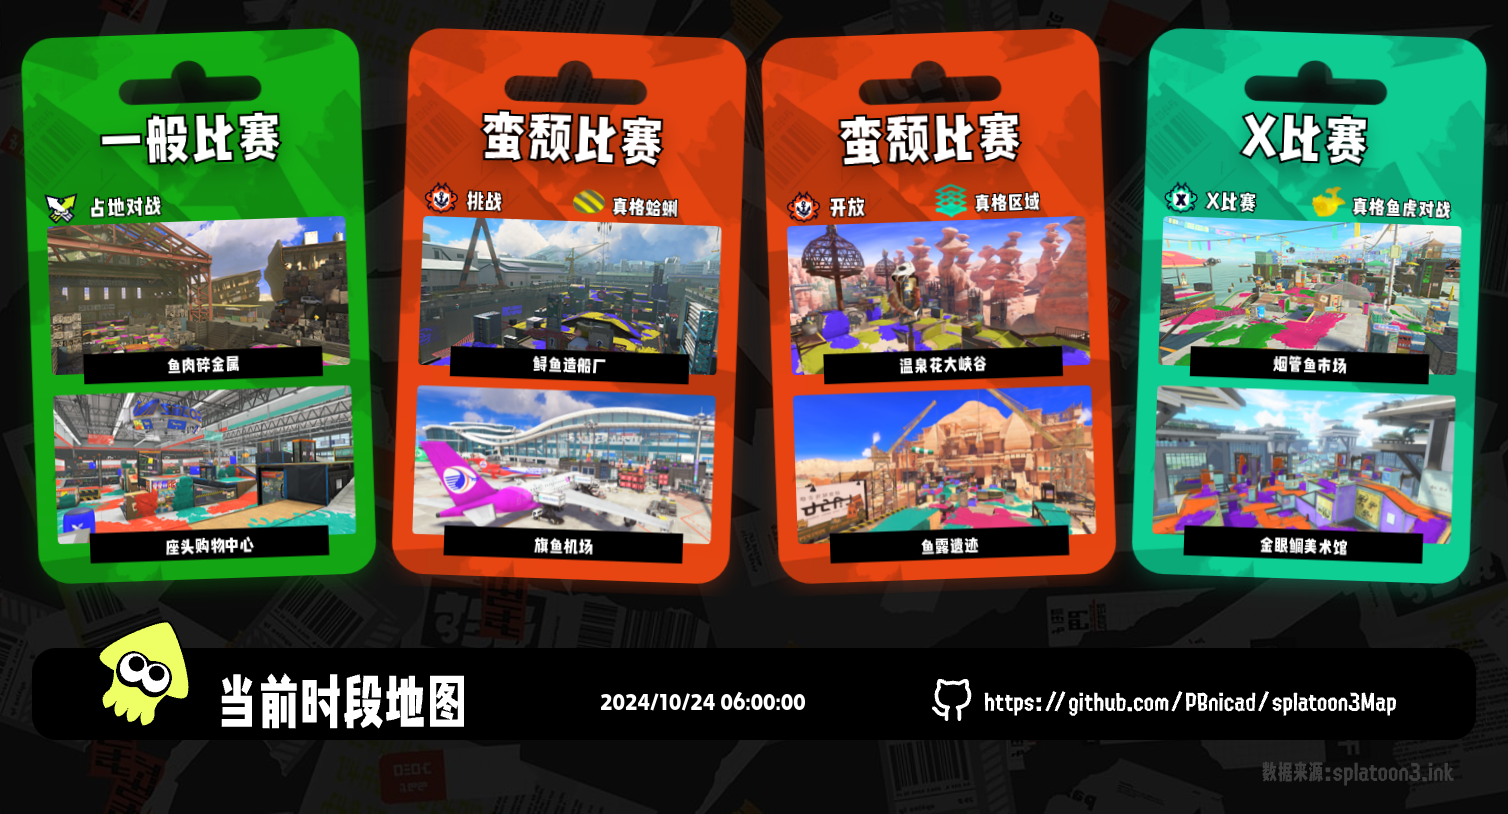 一般比赛
占地对战
鱼肉碎金属
座头购物中心
蛮颓比赛
挑战
真格蛤蜊
鲟鱼造船厂
旗鱼机场
蛮颓比赛
开放
真格区域
温泉花大峡谷
鱼露遗迹
X比赛
X比赛
真格鱼虎对战
烟管鱼市场
金眼鲷美术馆
当前时段地图
2024/10/24 06:00:00
https://github.com/PBnicad/splatoon3Map
数据来源:splatoon3.ink